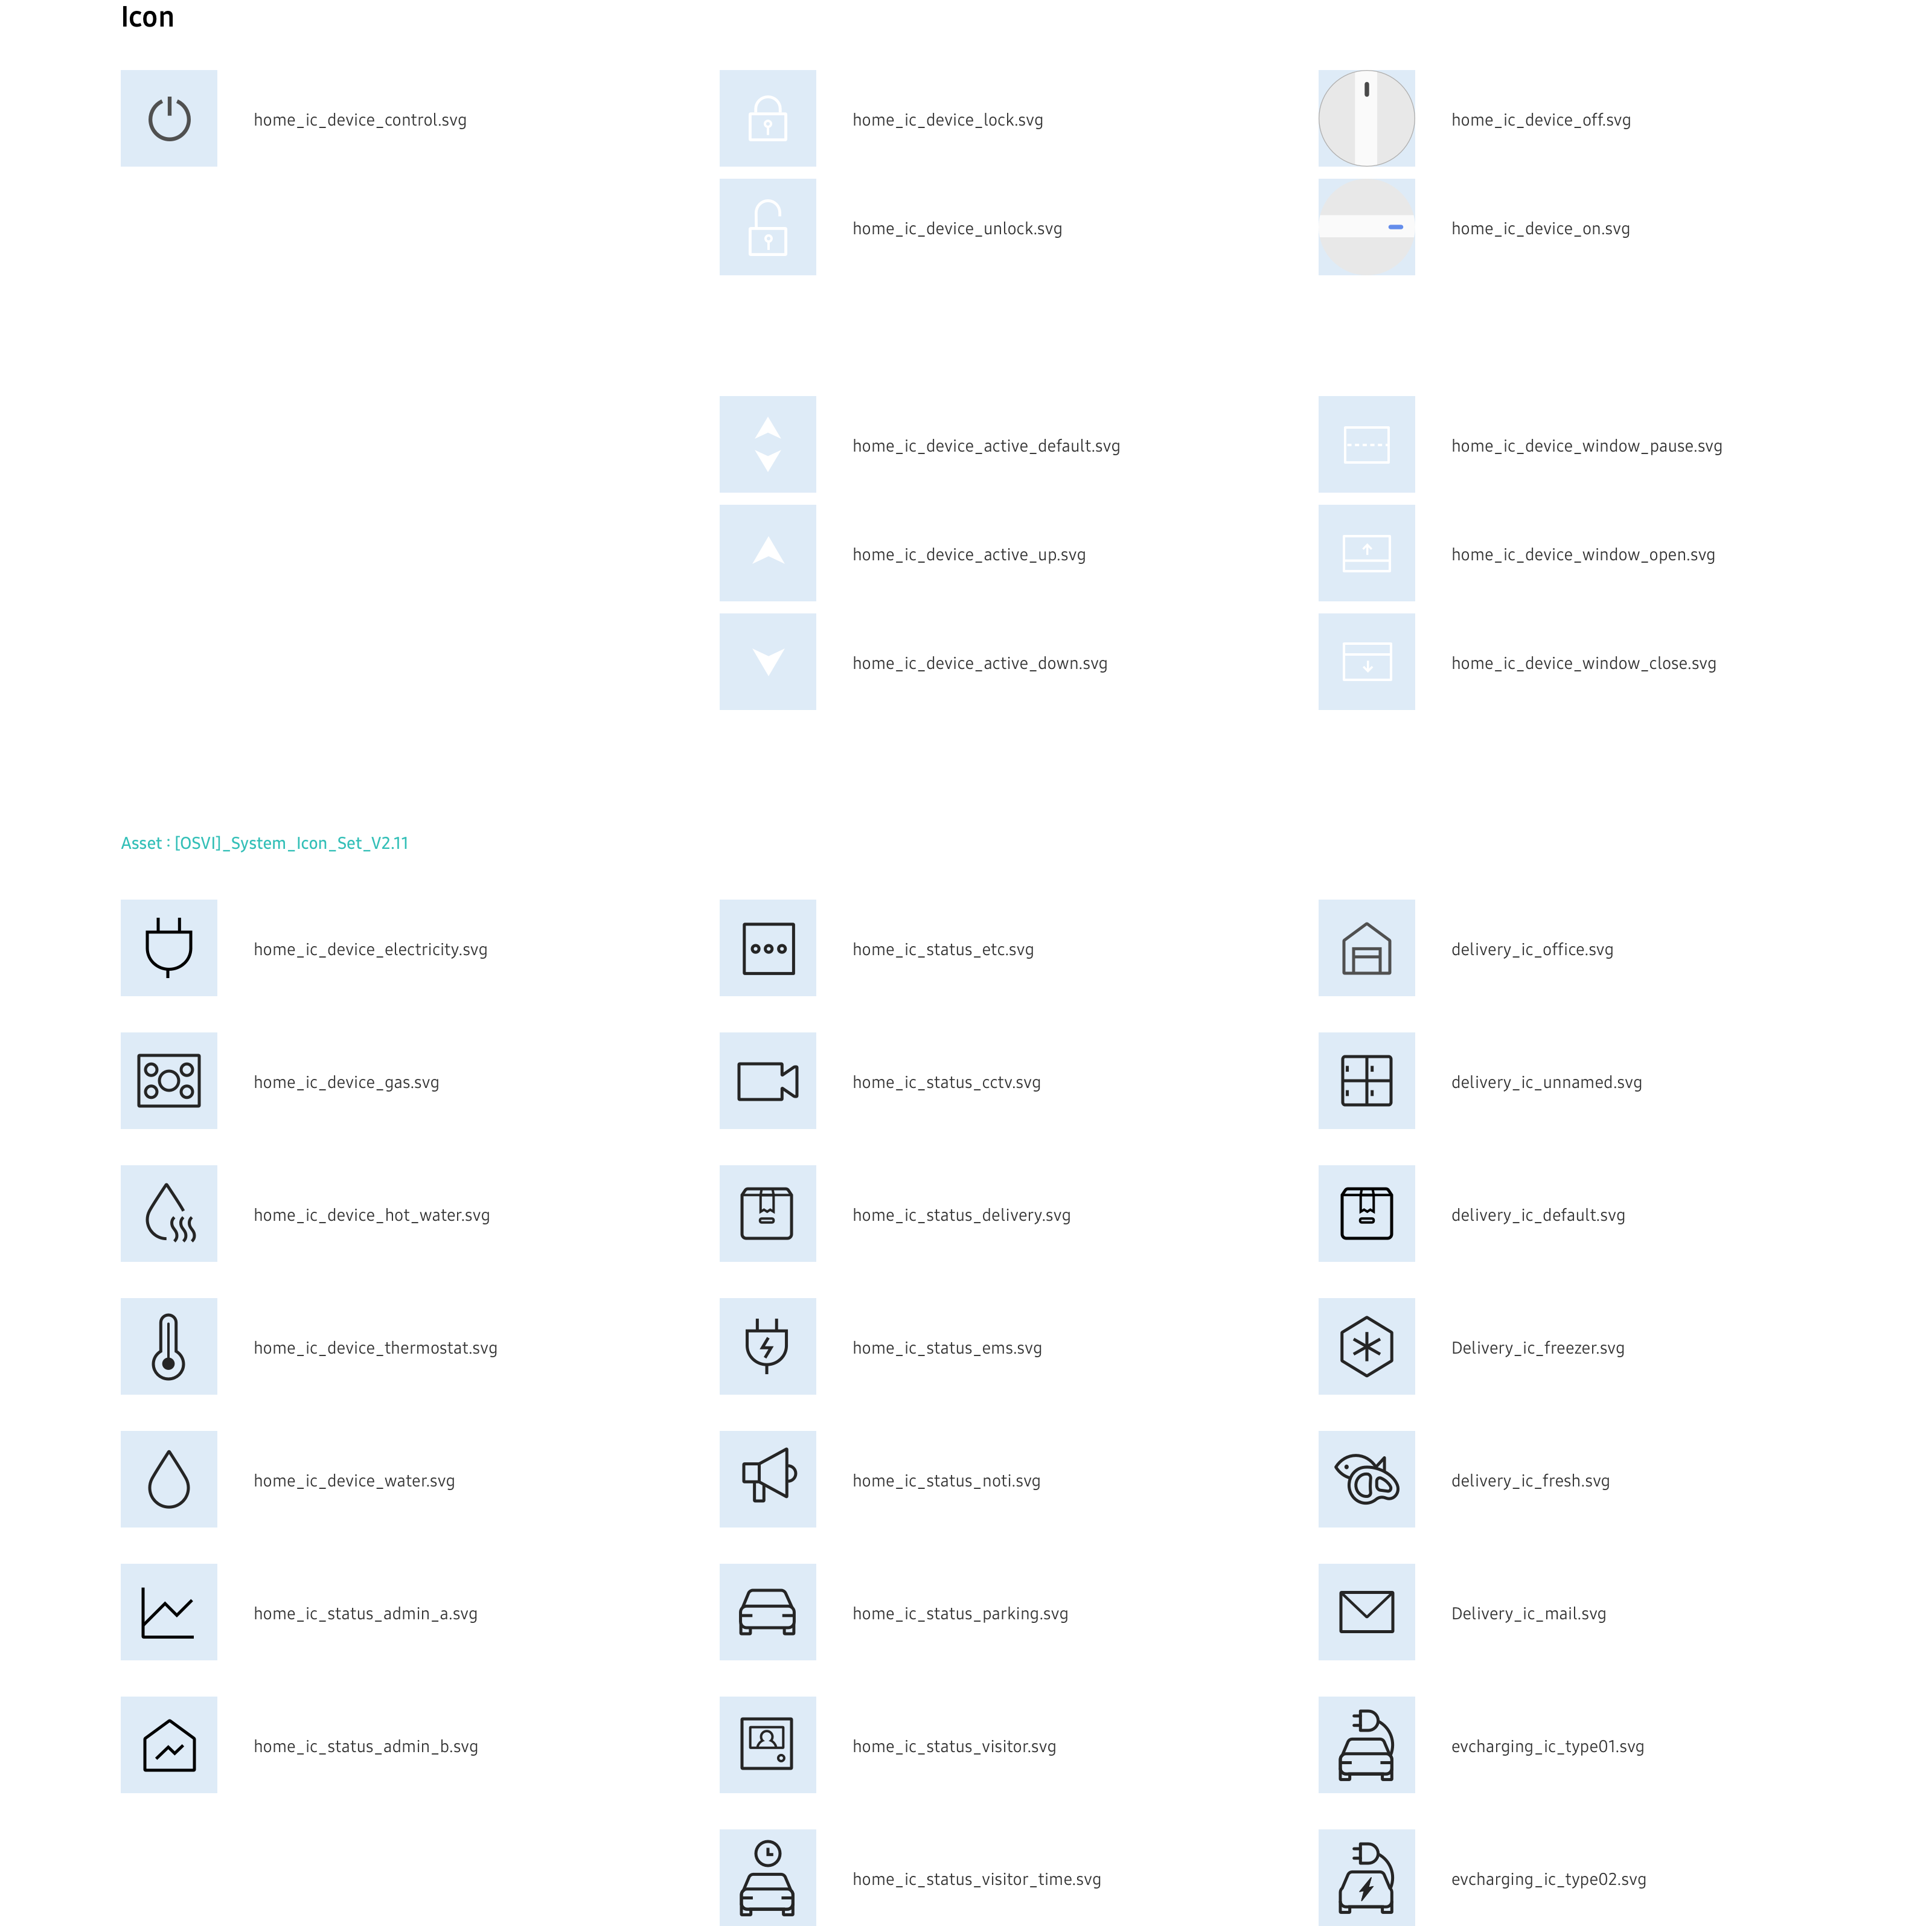 Icon
home_ic_device_control.svg
home_ic_device_lock.svg
home_ic_device_off.svg
home_ic_device_unlock.svg
home_ic_device_on.svg
home_ic_device_active_default.svg
home_ic_device_window_pause.svg
home_ic_device_active_up.svg
home_ic_device_window_open.svg
home_ic_device_active_down.svg
home_ic_device_window_close.svg
Asset : [OSVI]_System_Icon_Set_V2.11
home_ic_device_electricity.svg
home_ic_status_etc.svg
delivery_ic_office.svg
home_ic_device_gas.svg
home_ic_status_cctv.svg
delivery_ic_unnamed.svg
home_ic_device_hot_water.svg
home_ic_status_delivery.svg
delivery_ic_default.svg
home_ic_device_thermostat.svg
home_ic_status_ems.svg
Delivery_ic_freezer.svg
home_ic_device_water.svg
home_ic_status_noti.svg
delivery_ic_fresh.svg
home_ic_status_admin_a.svg
home_ic_status_parking.svg
Delivery_ic_mail.svg
home_ic_status_admin_b.svg
home_ic_status_visitor.svg
evcharging_ic_type01.svg
home_ic_status_visitor_time.svg
evcharging_ic_type02.svg